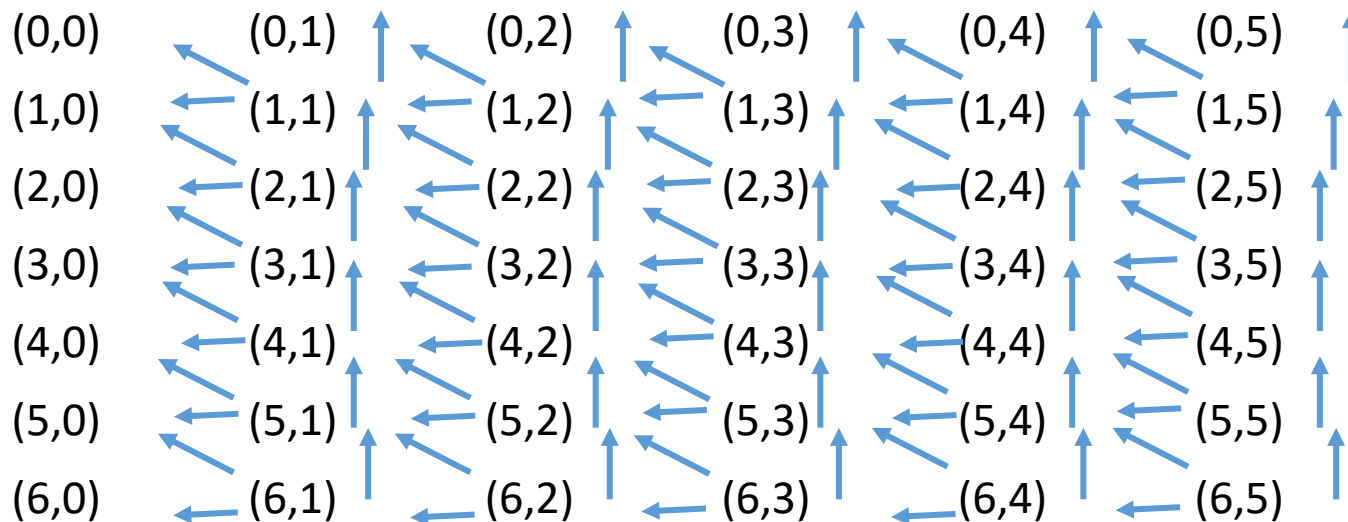 (0,0) (0,1) (0,2) (0,3) (0,4) (0,5)
(1,0) (1,1) (1,2) (1,3) (1,4) (1,5)
(2,0) (2,1) (2,2) (2,3) (2,4) (2,5)
(3,0) (3,1) (3,2) (3,3) (3,4) (3,5)
(4,0) (4,1) (4,2) (4,3) (4,4) (4,5)
(5,0) (5,1) (5,2) (5,3) (5,4) (5,5)
(6,0) (6,1) (6,2) (6,3) (6,4) (6,5)